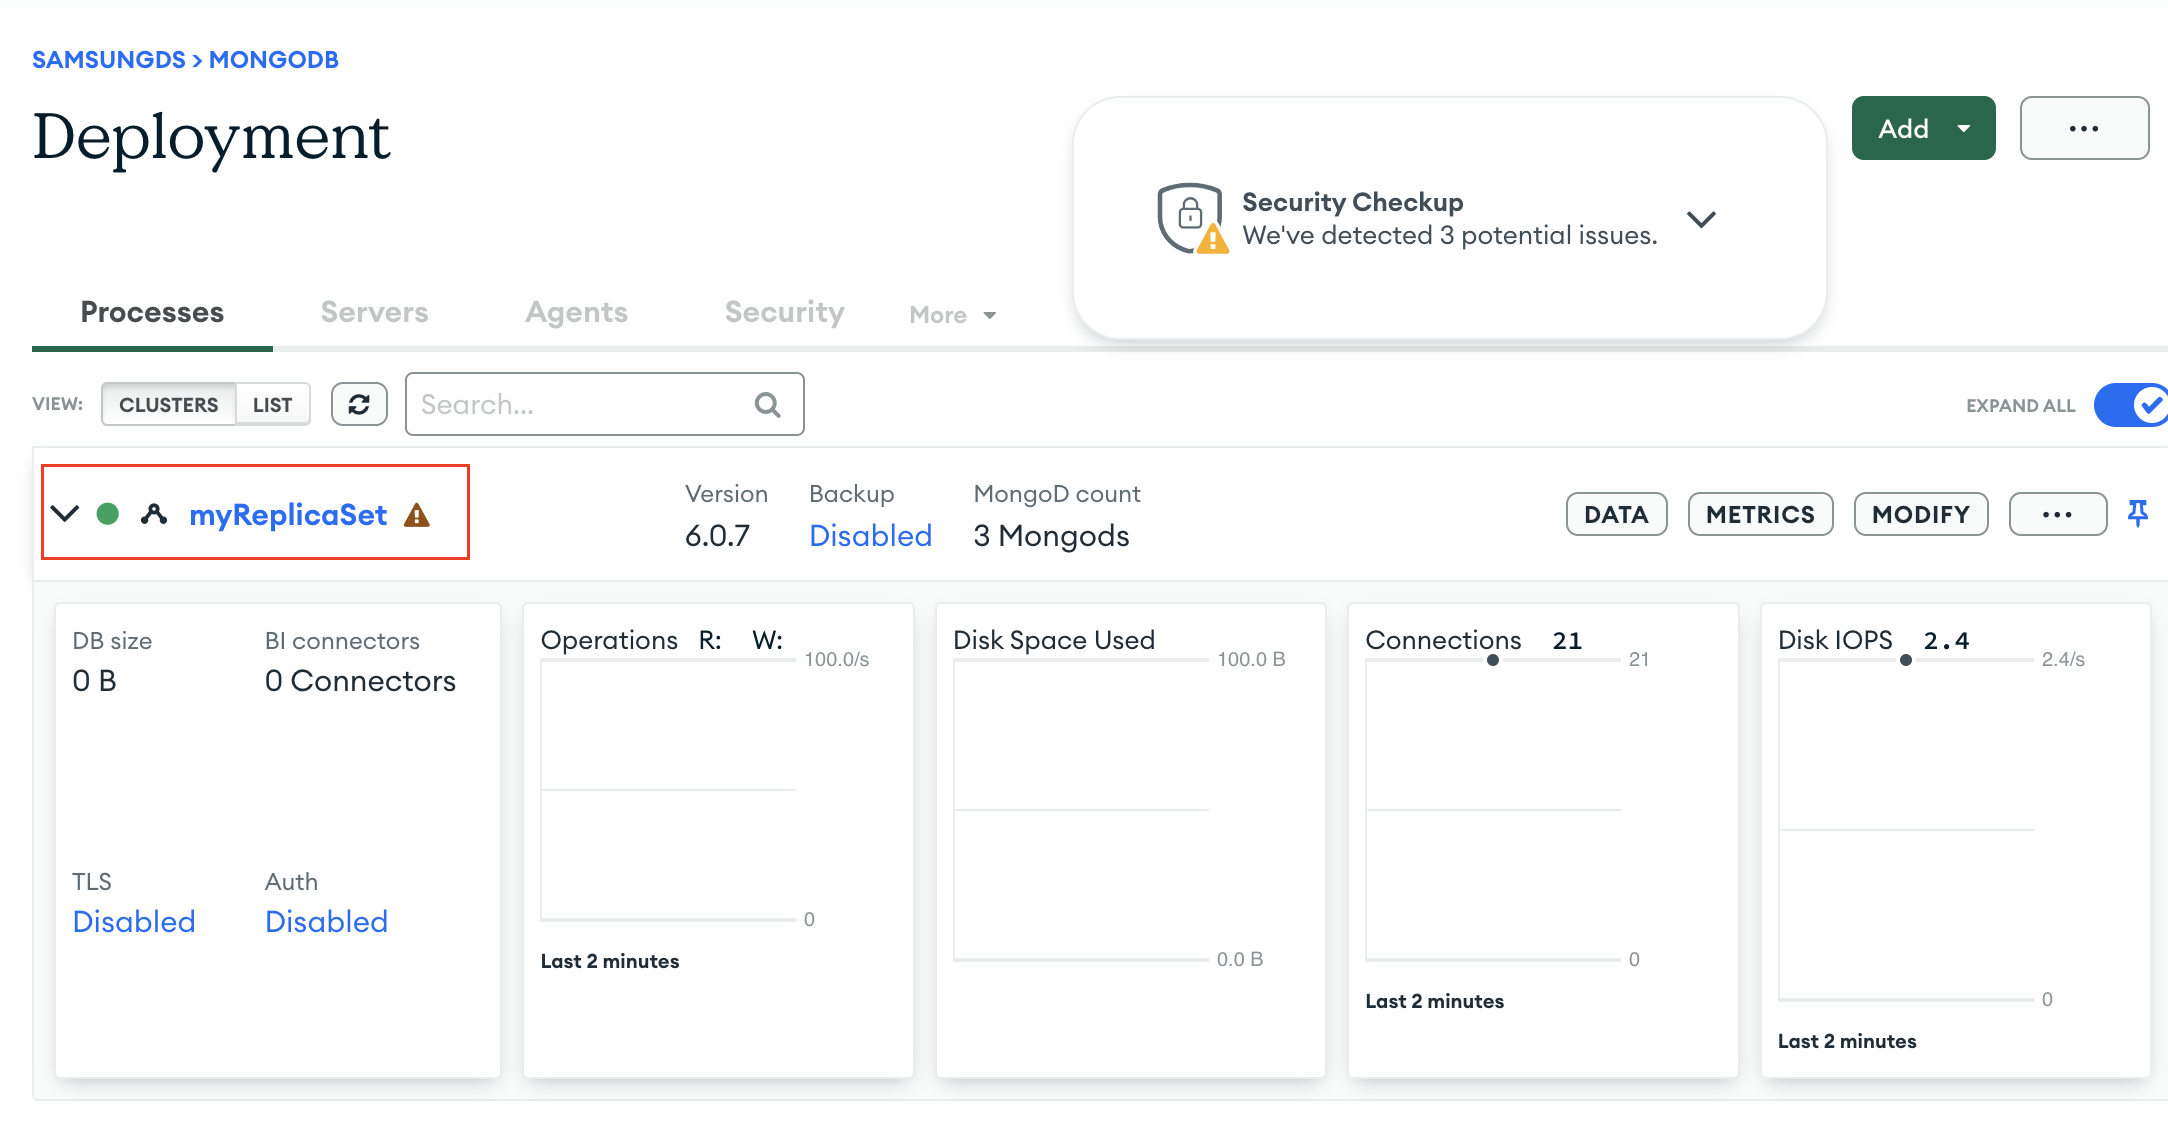 SAMSUNGDS > MONGODB
Deployment
Security Checkup
We've detected 3 potential issues.
Add
...
Processes
Servers
Agents
Security
More
VIEW:
CLUSTERS
LIST
Search...
EXPAND ALL
myReplicaSet
Version
6.0.7
Backup
Disabled
MongoD count
3 Mongods
DATA
METRICS
MODIFY
...
DB size
0 B
BI connectors
0 Connectors
TLS
Disabled
Auth
Disabled
Operations R: W:
100.0/s
0
Last 2 minutes
Disk Space Used
100.0 B
0.0 B
Connections 21
21
0
Last 2 minutes
Disk IOPS 2.4
2.4/s
0
Last 2 minutes